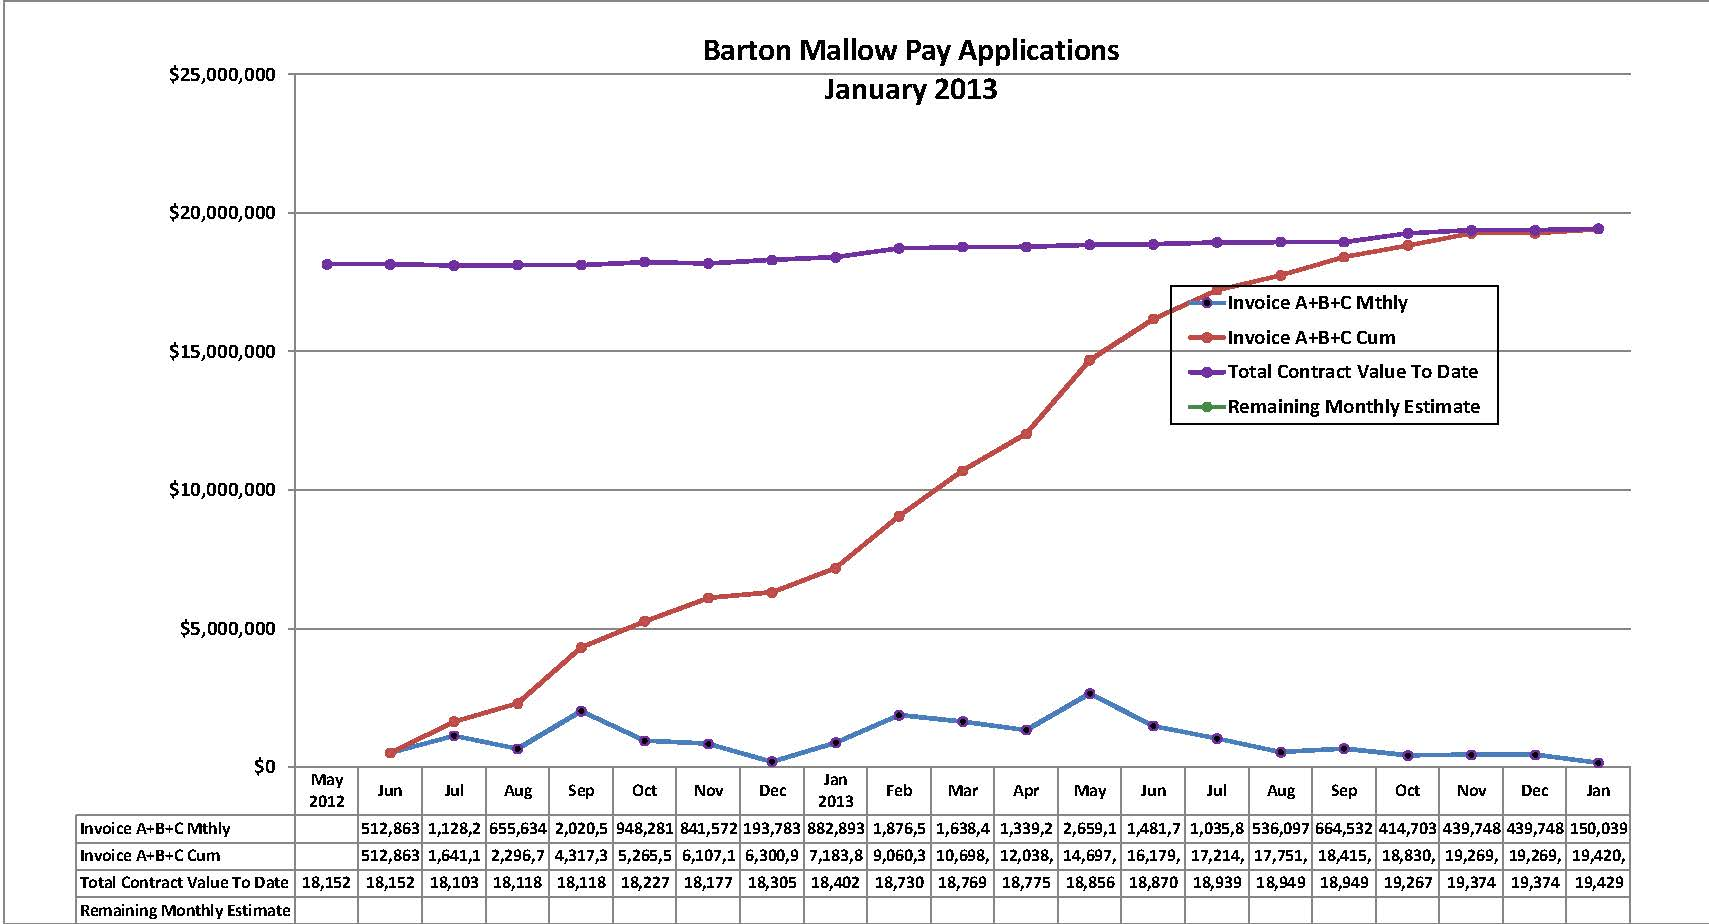 Barton Mallow Pay Applications
January 2013
$25,000,000
$20,000,000
$15,000,000
$10,000,000
$5,000,000
$0
Invoice A+B+C Mthly
Invoice A+B+C Cum
Total Contract Value To Date
Remaining Monthly Estimate
May 2012 Jun Jul Aug Sep Oct Nov Dec Jan 2013 Feb Mar Apr May Jun Jul Aug Sep Oct Nov Dec Jan
Invoice A+B+C Mthly 512,863 1,128,2 655,634 2,020,5 948,281 841,572 193,783 882,893 1,876,5 1,638,4 1,339,2 2,659,1 1,481,7 1,035,8 536,097 664,532 414,703 439,748 439,748 150,039
Invoice A+B+C Cum 512,863 1,641,1 2,296,7 4,317,3 5,265,5 6,107,1 6,300,9 7,183,8 9,060,3 10,698, 12,038, 14,697, 16,179, 17,214, 17,751, 18,415, 18,830, 19,269, 19,269, 19,420,
Total Contract Value To Date 18,152 18,152 18,103 18,118 18,118 18,227 18,177 18,305 18,402 18,730 18,769 18,775 18,856 18,870 18,939 18,949 18,949 19,267 19,374 19,374 19,429
Remaining Monthly Estimate